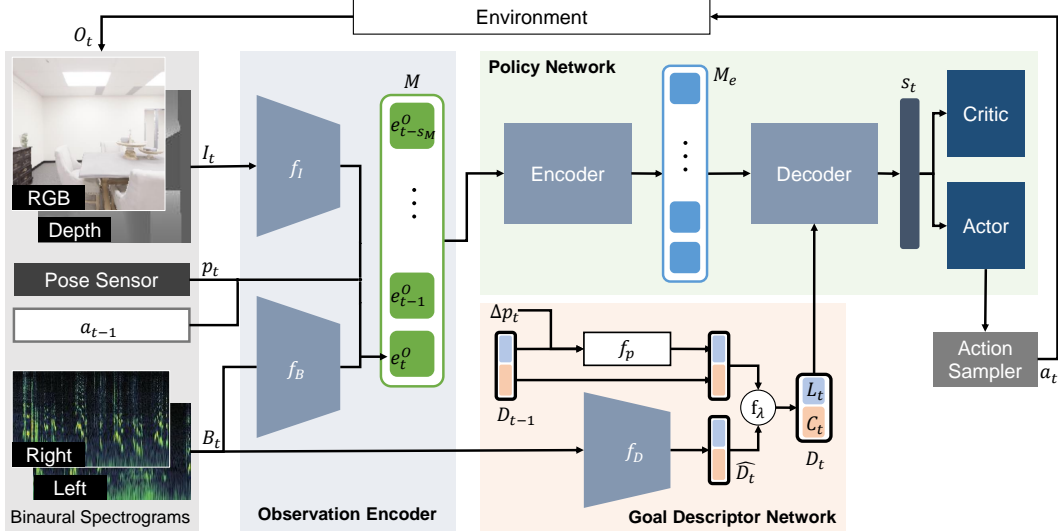 Environment
O_t
RGB
Depth
I_t
Pose Sensor
p_t
a_{t-1}
Right
Left
B_t
Binaural Spectrograms
f_I
f_B
M
e^O_{t-s_M}
e^O_{t-1}
e^O_t
Observation Encoder
Policy Network
Encoder
M_e
Decoder
s_t
Critic
Actor
Action
Sampler
a_t
Δp_t
f_p
D_{t-1}
f_D
\widehat{D_t}
f_λ
L_t
C_t
D_t
Goal Descriptor Network